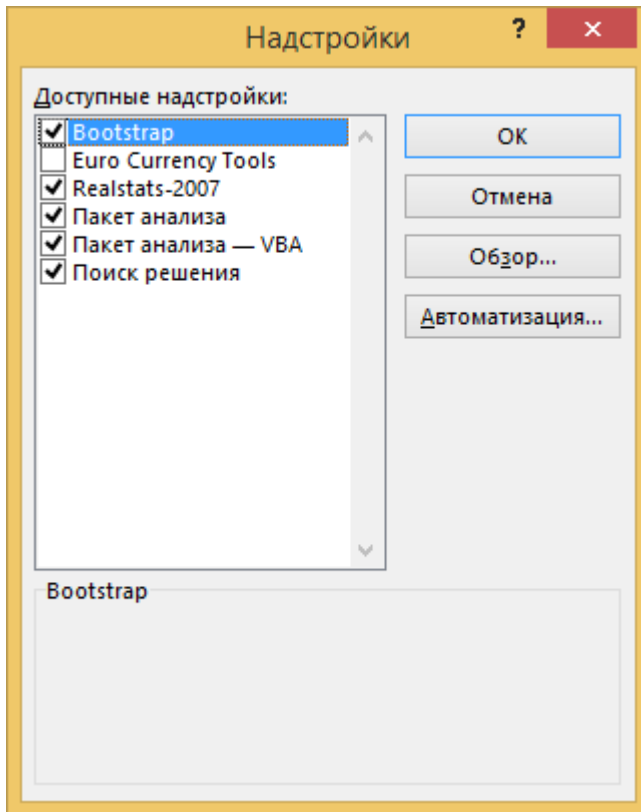 Надстройки
?
Доступные надстройки:
Bootstrap
Euro Currency Tools
Realstats-2007
Пакет анализа
Пакет анализа — VBA
Поиск решения
ОК
Отмена
Обзор...
Автоматизация...
Bootstrap